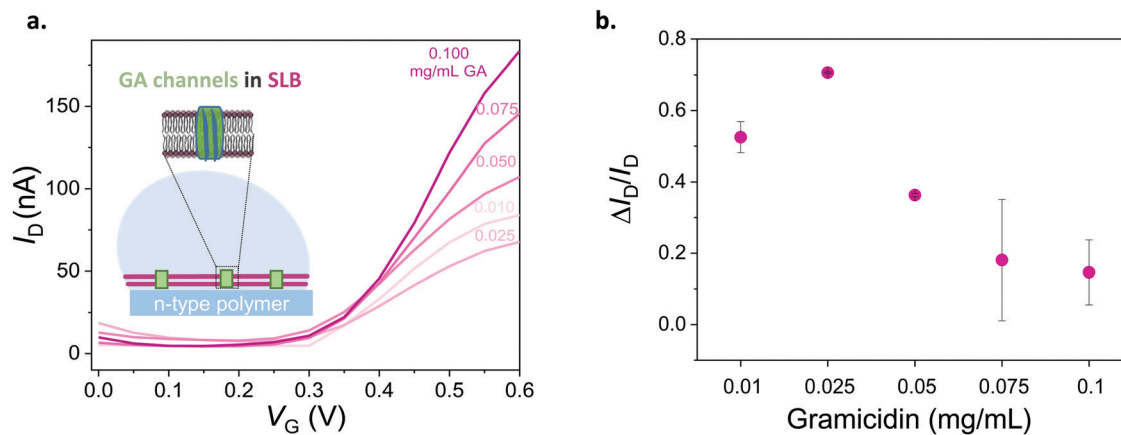 a.
GA channels in SLB
n-type polymer
0.100
mg/mL GA
0.075
0.050
0.010
0.025
I_D (nA)
150
100
50
0
0.0 0.1 0.2 0.3 0.4 0.5 0.6
V_G (V)
b.
ΔI_D/I_D
0.8
0.6
0.4
0.2
0.0
0.01 0.025 0.05 0.075 0.1
Gramicidin (mg/mL)